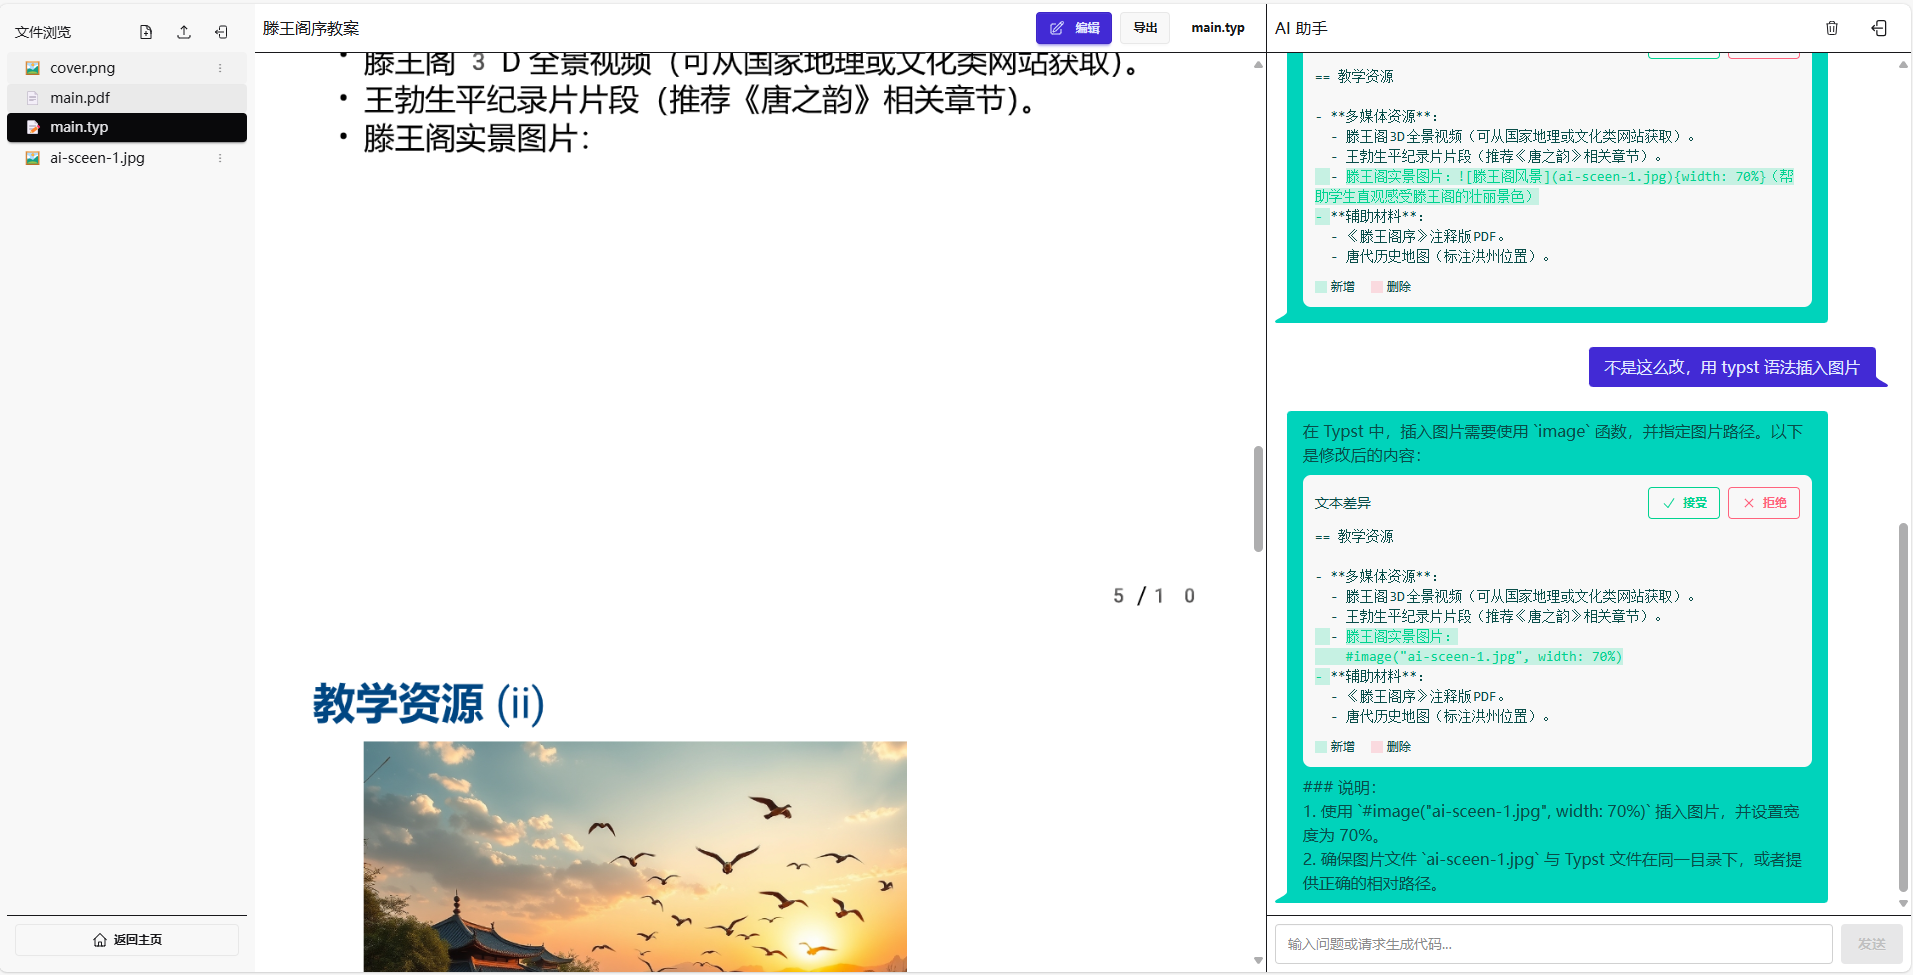 文件浏览
cover.png
main.pdf
main.typ
ai-sceen-1.jpg
返回主页
滕王阁序教案
编辑
导出
main.typ
• 滕王阁 3 D 全景视频（可从国家地理或文化类网站获取）。
• 王勃生平纪录片片段（推荐《唐之韵》相关章节）。
• 滕王阁实景图片：
5 / 1 0
教学资源 (ii)
AI 助手
== 教学资源
- **多媒体资源**：
- 滕王阁3D全景视频（可从国家地理或文化类网站获取）。
- 王勃生平纪录片片段（推荐《唐之韵》相关章节）。
- 滕王阁实景图片：![滕王阁风景](ai-sceen-1.jpg){width: 70%}（帮
助学生直观感受滕王阁的壮丽景色）
- **辅助材料**：
- 《滕王阁序》注释版PDF。
- 唐代历史地图（标注洪州位置）。
新增 删除
不是这么改，用 typst 语法插入图片
在 Typst 中，插入图片需要使用 `image` 函数，并指定图片路径。以下
是修改后的内容：
文本差异
接受
拒绝
== 教学资源
- **多媒体资源**：
- 滕王阁3D全景视频（可从国家地理或文化类网站获取）。
- 王勃生平纪录片片段（推荐《唐之韵》相关章节）。
- 滕王阁实景图片：
#image("ai-sceen-1.jpg", width: 70%)
- **辅助材料**：
- 《滕王阁序》注释版PDF。
- 唐代历史地图（标注洪州位置）。
新增 删除
### 说明：
1. 使用 `#image("ai-sceen-1.jpg", width: 70%)` 插入图片，并设置宽
度为 70%。
2. 确保图片文件 `ai-sceen-1.jpg` 与 Typst 文件在同一目录下，或者提
供正确的相对路径。
输入问题或请求生成代码...
发送